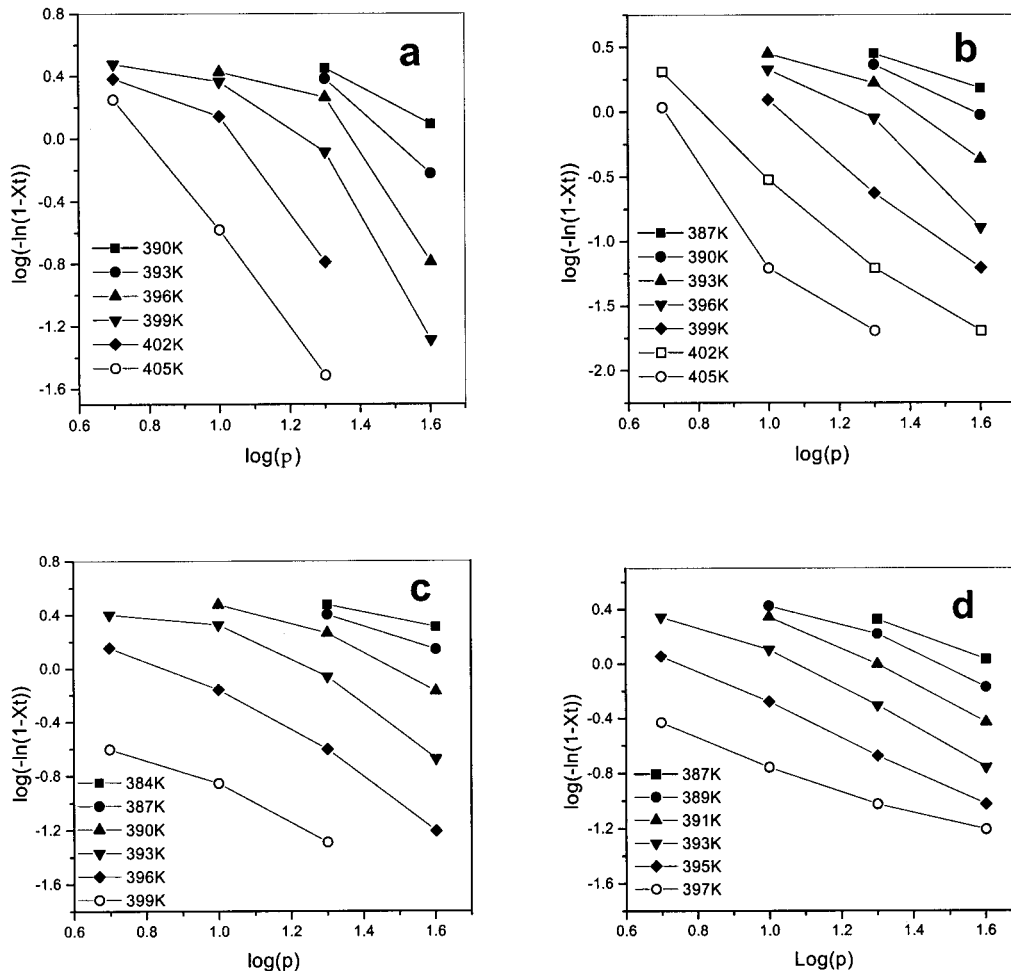 a
0.8
0.4
0.0
-0.4
-0.8
-1.2
-1.6
log(-ln(1-Xt))
390K
393K
396K
399K
402K
405K
0.6 0.8 1.0 1.2 1.4 1.6
log(p)
b
0.5
0.0
-0.5
-1.0
-1.5
-2.0
log(-ln(1-Xt))
387K
390K
393K
396K
399K
402K
405K
0.6 0.8 1.0 1.2 1.4 1.6
log(p)
c
0.8
0.4
0.0
-0.4
-0.8
-1.2
-1.6
log(-ln(1-Xt))
384K
387K
390K
393K
396K
399K
0.6 0.8 1.0 1.2 1.4 1.6
log(p)
d
0.4
0.0
-0.4
-0.8
-1.2
-1.6
log(-ln(1-Xt))
387K
389K
391K
393K
395K
397K
0.6 0.8 1.0 1.2 1.4 1.6
Log(p)